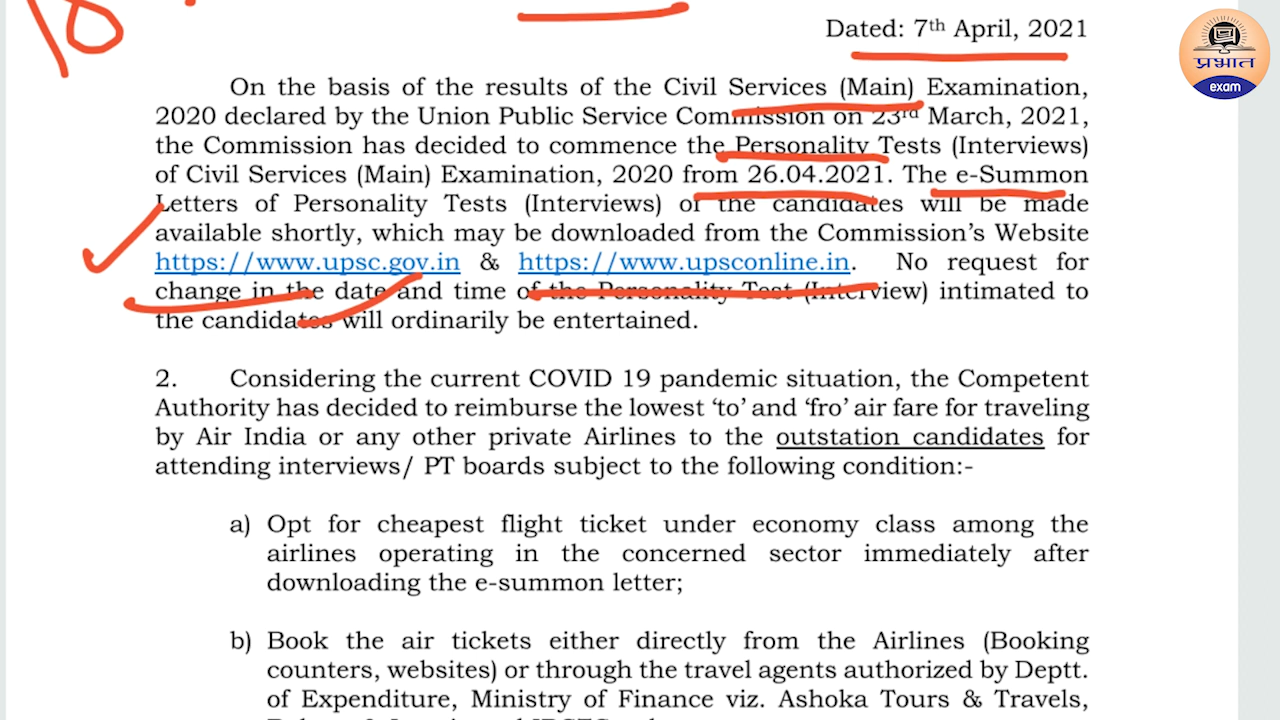 Dated: 7th April, 2021
प्रभात
exam
On the basis of the results of the Civil Services (Main) Examination,
2020 declared by the Union Public Service Commission on 23rd March, 2021,
the Commission has decided to commence the Personality Tests (Interviews)
of Civil Services (Main) Examination, 2020 from 26.04.2021. The e-Summon
Letters of Personality Tests (Interviews) of the candidates will be made
available shortly, which may be downloaded from the Commission’s Website
https://www.upsc.gov.in & https://www.upsconline.in. No request for
change in the date and time of the Personality Test (Interview) intimated to
the candidates will ordinarily be entertained.
2. Considering the current COVID 19 pandemic situation, the Competent
Authority has decided to reimburse the lowest ‘to’ and ‘fro’ air fare for traveling
by Air India or any other private Airlines to the outstation candidates for
attending interviews/ PT boards subject to the following condition:-
a) Opt for cheapest flight ticket under economy class among the
airlines operating in the concerned sector immediately after
downloading the e-summon letter;
b) Book the air tickets either directly from the Airlines (Booking
counters, websites) or through the travel agents authorized by Deptt.
of Expenditure, Ministry of Finance viz. Ashoka Tours & Travels,